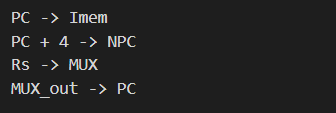 PC -> Imem
PC + 4 -> NPC
Rs -> MUX
MUX_out -> PC